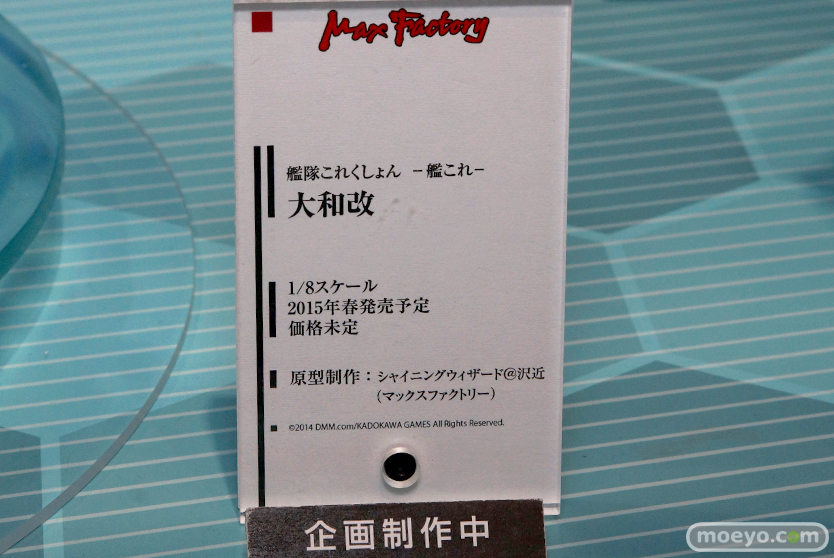 Max Factory
艦隊これくしょん －艦これ－
大和改
1/8スケール
2015年春発売予定
価格未定
原型制作：シャイニングウィザード@沢近
（マックスファクトリー）
©2014 DMM.com/KADOKAWA GAMES All Rights Reserved.
企画制作中
moeyo.com